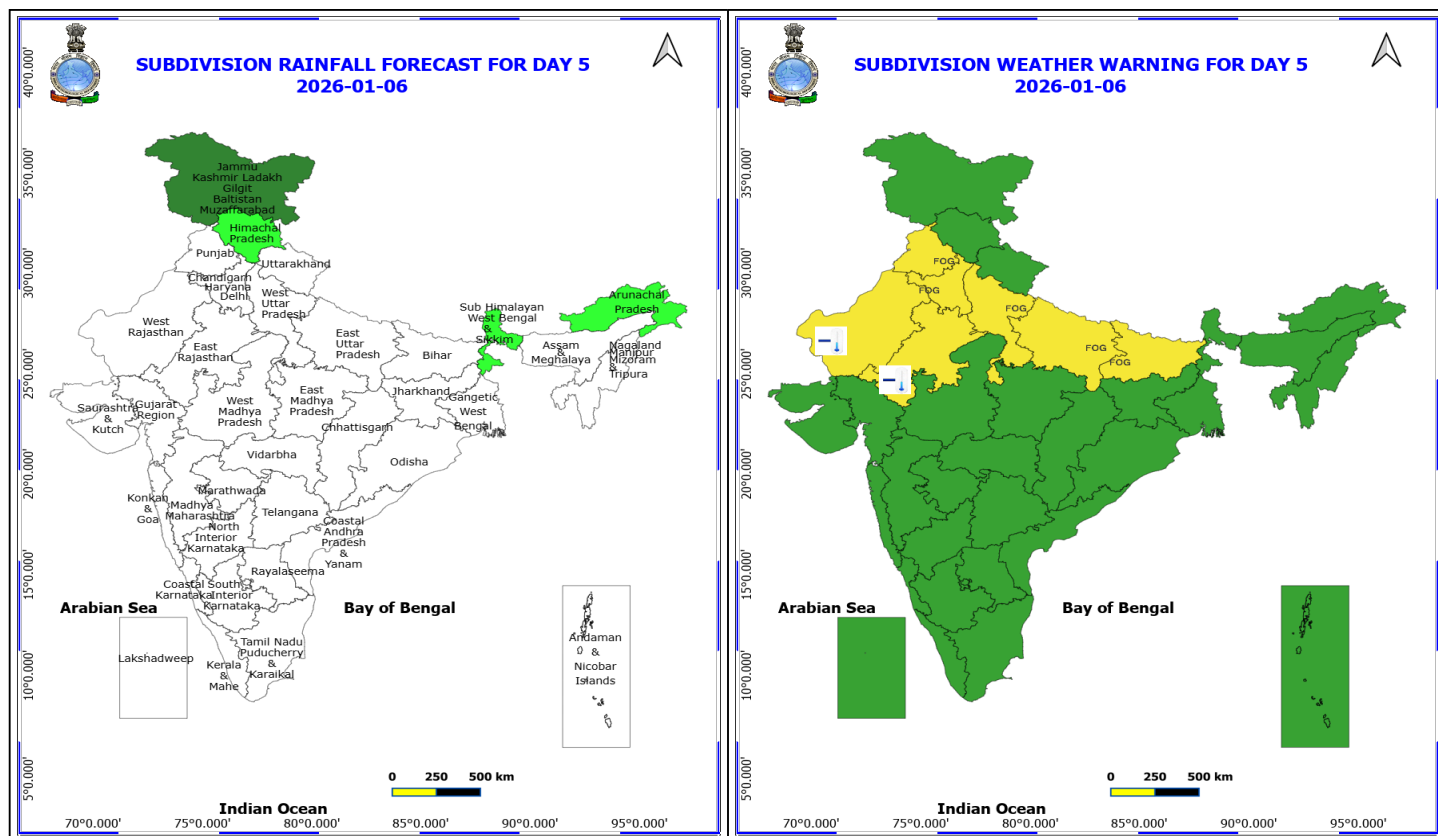 SUBDIVISION RAINFALL FORECAST FOR DAY 5
2026-01-06
40°0.000'
35°0.000'
30°0.000'
25°0.000'
20°0.000'
15°0.000'
10°0.000'
5°0.000'
Jammu
Kashmir Ladakh
Gilgit
Baltistan
Muzaffarabad
Himachal
Pradesh
Punjab
Uttarakhand
Chandigarh
Haryana
Delhi
West
Uttar
Pradesh
West
Rajasthan
East
Rajasthan
East
Uttar
Pradesh
Bihar
Sub Himalayan
West Bengal
&
Sikkim
Arunachal
Pradesh
Assam
&
Meghalaya
Nagaland
Manipur
Mizoram
&
Tripura
Saurashtra
&
Kutch
Gujarat
Region
West
Madhya
Pradesh
East
Madhya
Pradesh
Jharkhand
Gangetic
West
Bengal
Chhattisgarh
Vidarbha
Odisha
Konkan
&
Goa
Madhya
Maharashtra
Marathwada
Telangana
North
Interior
Karnataka
Coastal
Andhra
Pradesh
&
Yanam
Rayalaseema
Coastal
Karnataka
South
Interior
Karnataka
Arabian Sea
Bay of Bengal
Lakshadweep
Kerala
&
Mahe
Tamil Nadu
Puducherry
&
Karaikal
Andaman
&
Nicobar
Islands
0 250 500 km
Indian Ocean
70°0.000' 75°0.000' 80°0.000' 85°0.000' 90°0.000' 95°0.000'
SUBDIVISION WEATHER WARNING FOR DAY 5
2026-01-06
40°0.000'
35°0.000'
30°0.000'
25°0.000'
20°0.000'
15°0.000'
10°0.000'
5°0.000'
FOG
FOG
FOG
FOG
FOG
Arabian Sea
Bay of Bengal
0 250 500 km
Indian Ocean
70°0.000' 75°0.000' 80°0.000' 85°0.000' 90°0.000' 95°0.000'